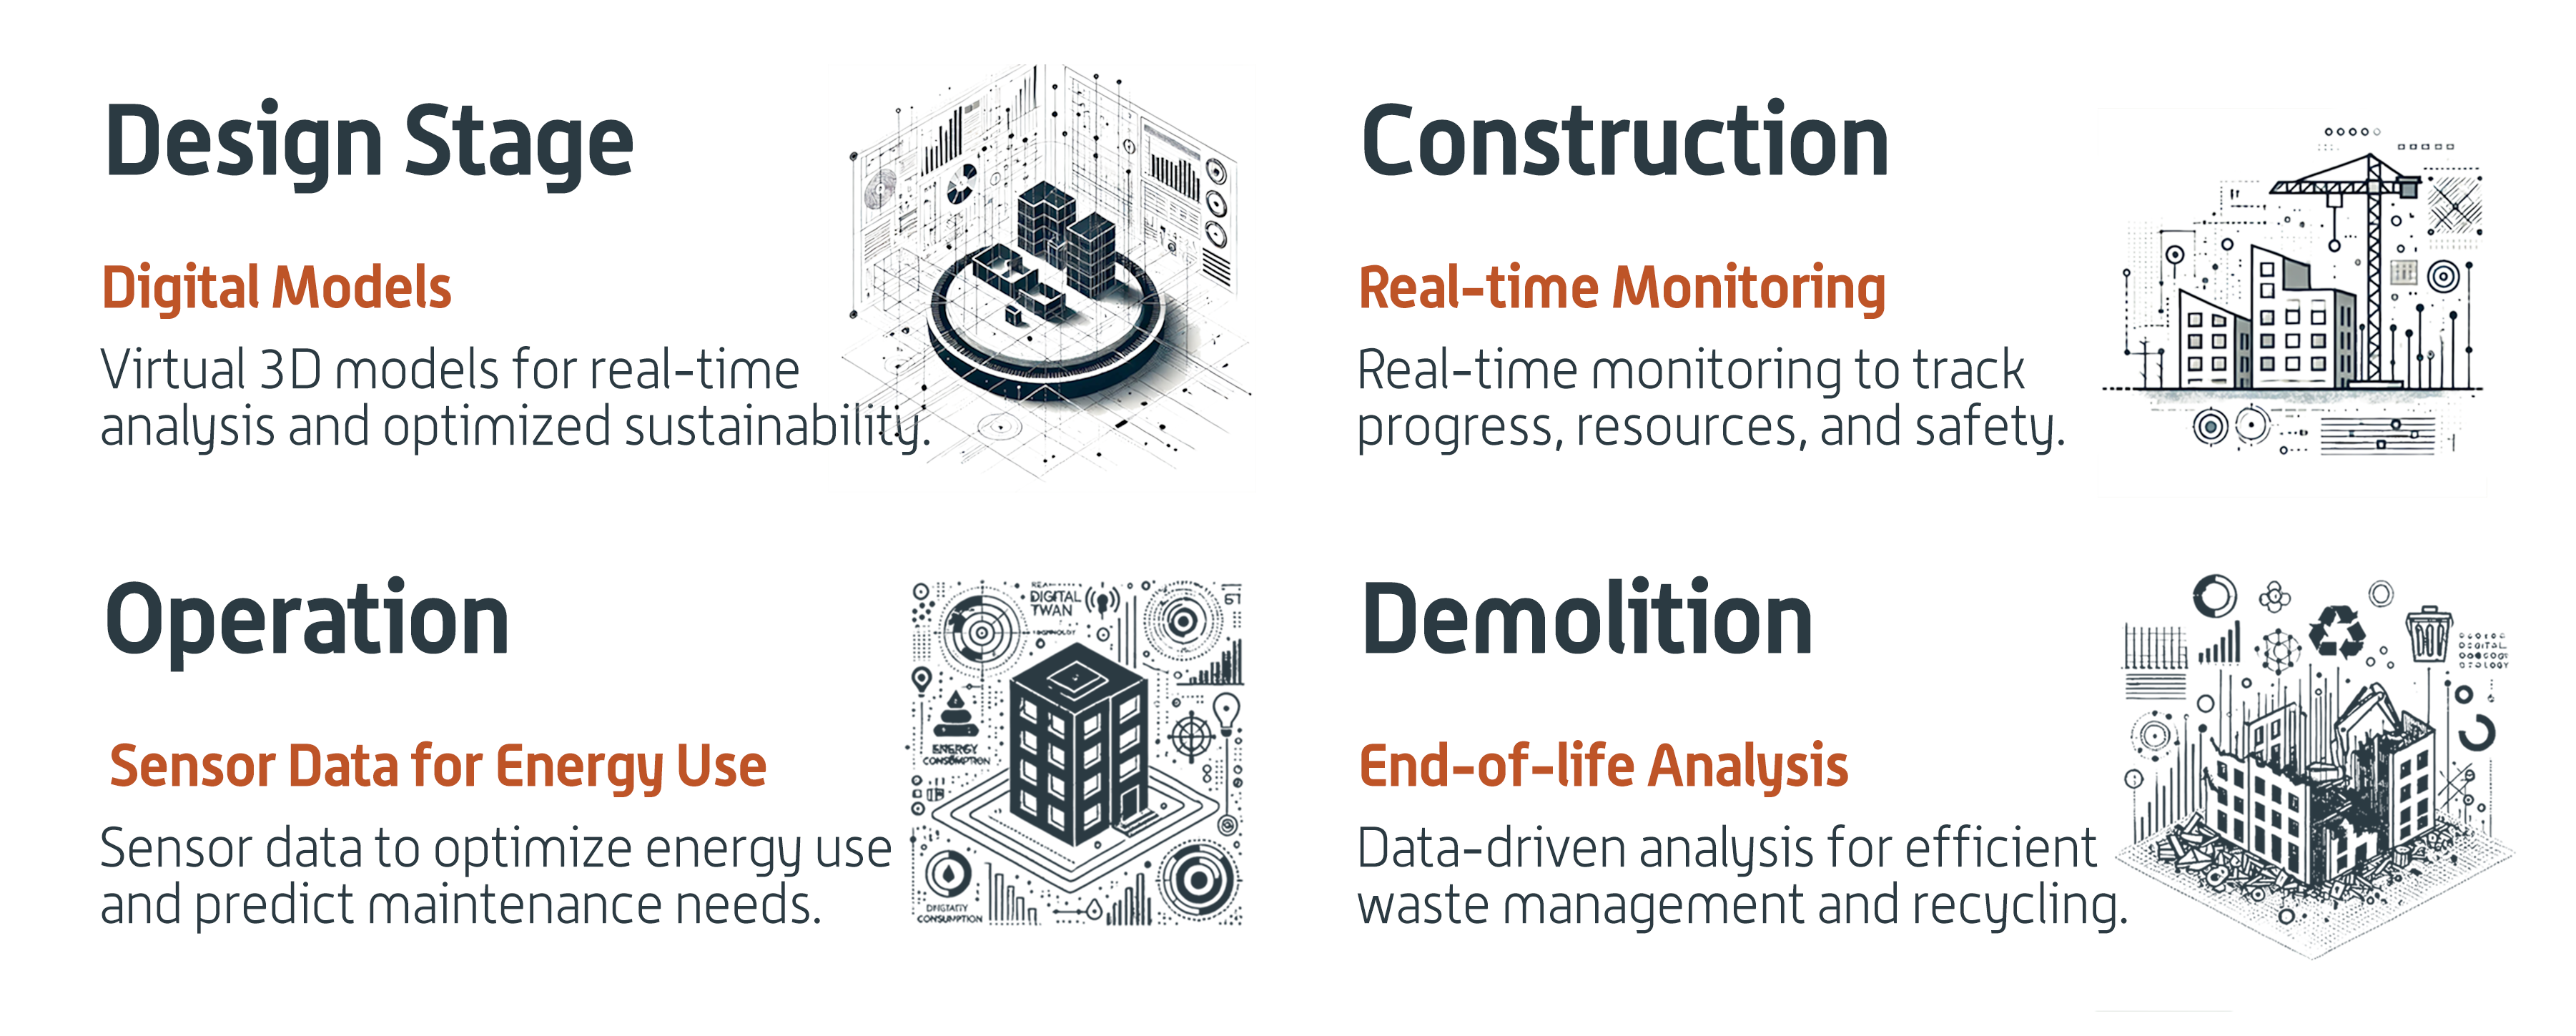 Design Stage
Digital Models
Virtual 3D models for real-time
analysis and optimized sustainability.
Construction
Real-time Monitoring
Real-time monitoring to track
progress, resources, and safety.
Operation
Sensor Data for Energy Use
Sensor data to optimize energy use
and predict maintenance needs.
DIGITAL
TWAN
ENERGY
CONSUMPTION
CONSUMPTION
Demolition
End-of-life Analysis
Data-driven analysis for efficient
waste management and recycling.